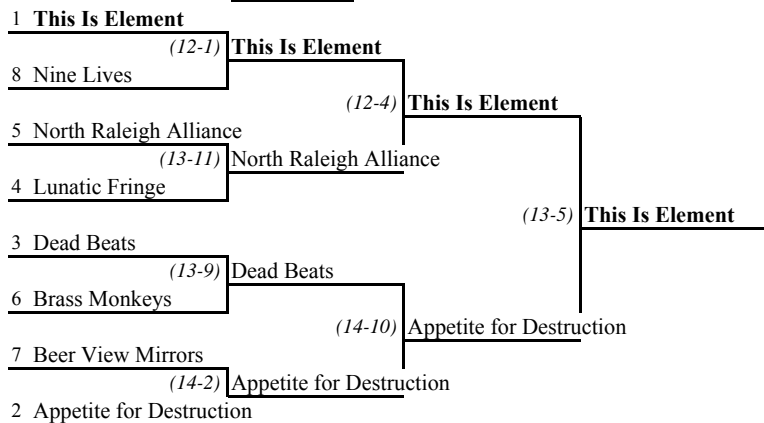 1 This Is Element
(12-1) This Is Element
8 Nine Lives
(12-4) This Is Element
5 North Raleigh Alliance
(13-11) North Raleigh Alliance
4 Lunatic Fringe
(13-5) This Is Element
3 Dead Beats
(13-9) Dead Beats
6 Brass Monkeys
(14-10) Appetite for Destruction
7 Beer View Mirrors
(14-2) Appetite for Destruction
2 Appetite for Destruction